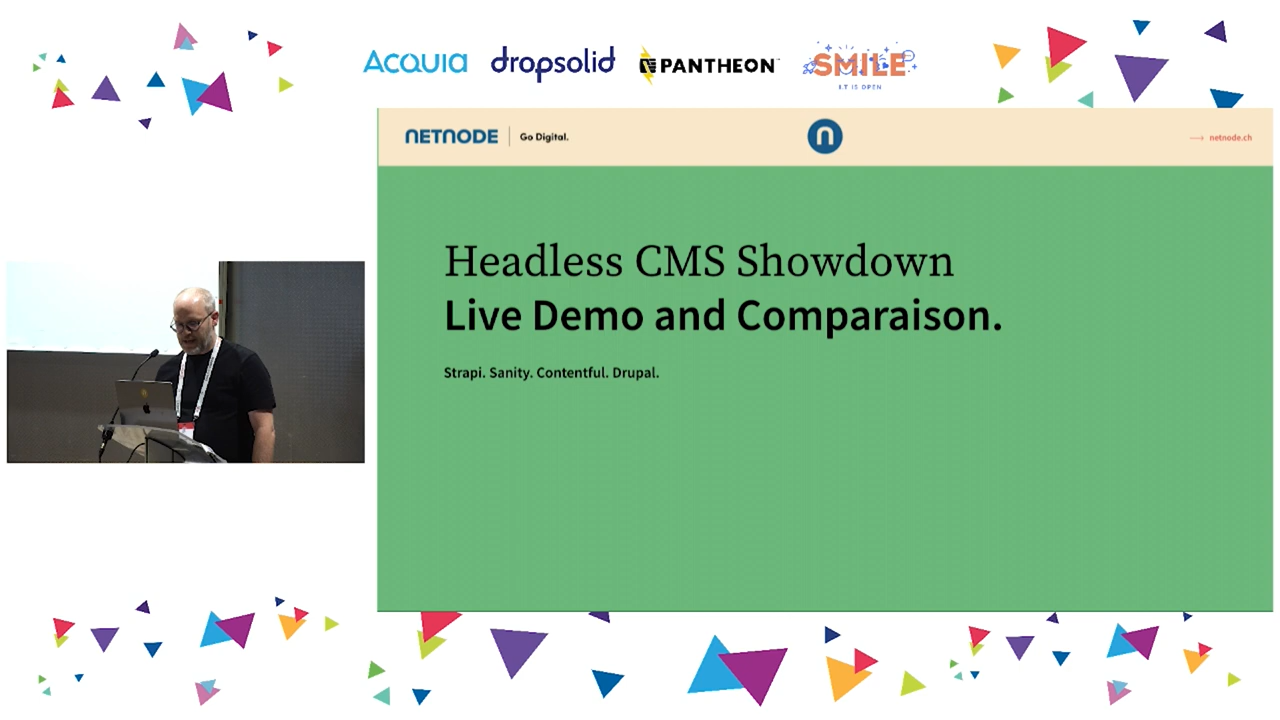 ACQUIA dropsolid PANTHEON SMILE
I.T IS OPEN
NETNODE Go Digital. n netnode.ch
Headless CMS Showdown
Live Demo and Comparaison.
Strapi. Sanity. Contentful. Drupal.